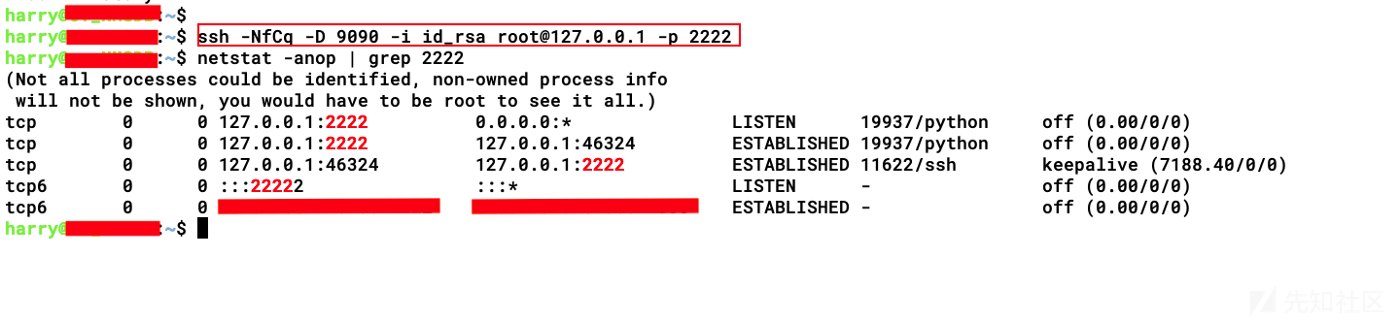 harry@:~$
harry@:~$ ssh -NfCq -D 9090 -i id_rsa root@127.0.0.1 -p 2222
harry@:~$ netstat -anop | grep 2222
(Not all processes could be identified, non-owned process info
 will not be shown, you would have to be root to see it all.)
tcp        0      0 127.0.0.1:2222          0.0.0.0:*               LISTEN      19937/python     off (0.00/0/0)
tcp        0      0 127.0.0.1:2222          127.0.0.1:46324         ESTABLISHED 19937/python     off (0.00/0/0)
tcp        0      0 127.0.0.1:46324         127.0.0.1:2222          ESTABLISHED 11622/ssh        keepalive (7188.40/0/0)
tcp6       0      0 :::22222                :::*                    LISTEN      -                off (0.00/0/0)
tcp6       0      0                                                 ESTABLISHED -                off (0.00/0/0)
harry@:~$
先知社区